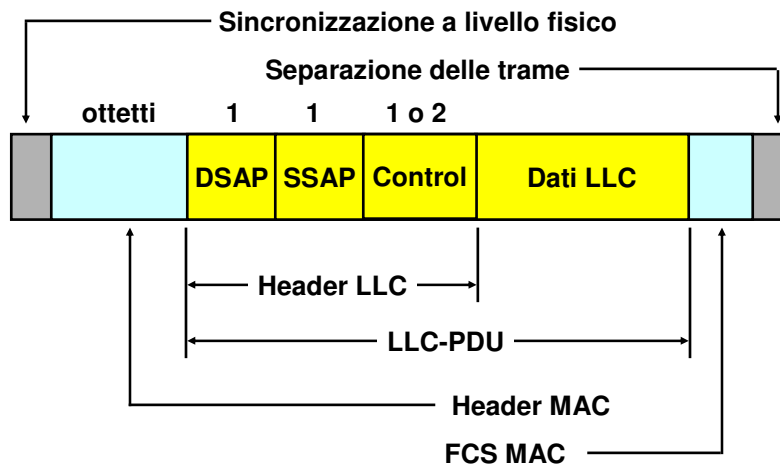 Sincronizzazione a livello fisico
Separazione delle trame
ottetti 1 1 1 o 2
DSAP SSAP Control Dati LLC
Header LLC
LLC-PDU
Header MAC
FCS MAC